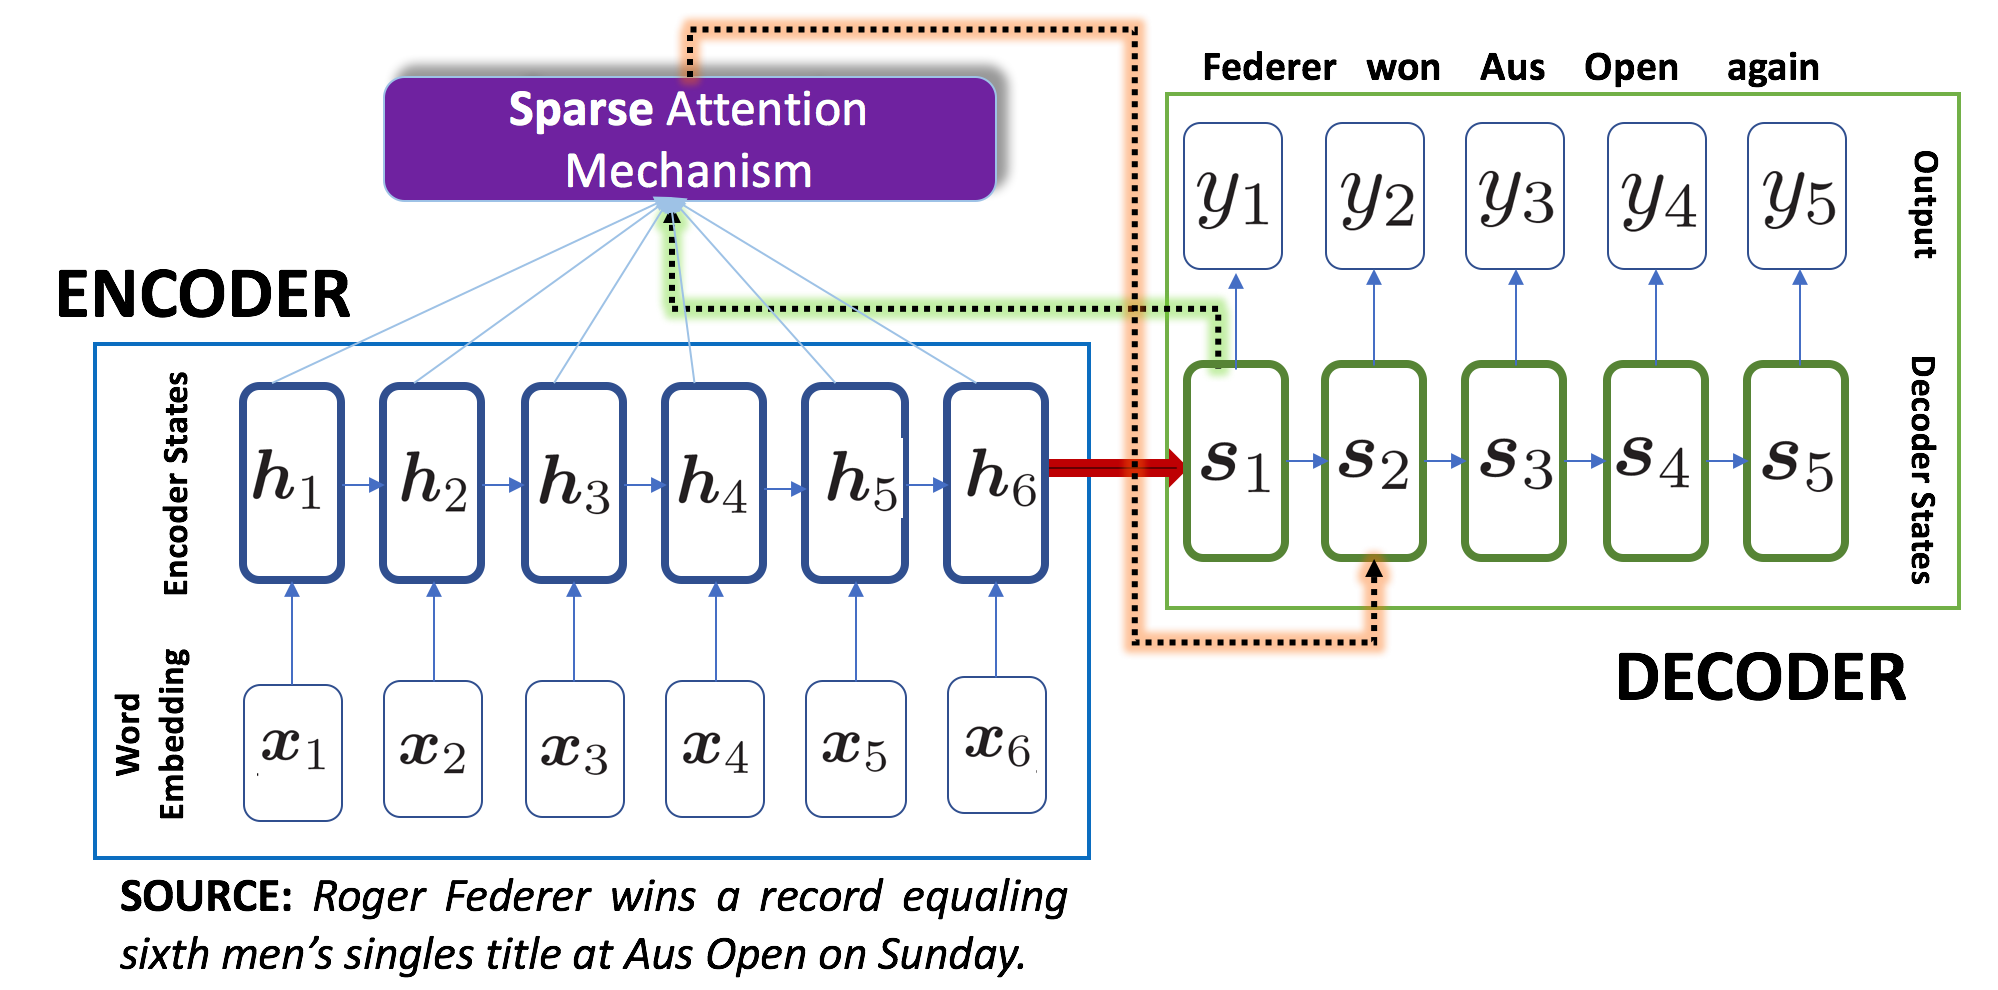 Sparse Attention
Mechanism
Federer won Aus Open again
y1 y2 y3 y4 y5
Output
ENCODER
Encoder States
h1 h2 h3 h4 h5 h6
s1 s2 s3 s4 s5
Decoder States
Word
Embedding
x1 x2 x3 x4 x5 x6
DECODER
SOURCE: Roger Federer wins a record equaling
sixth men’s singles title at Aus Open on Sunday.